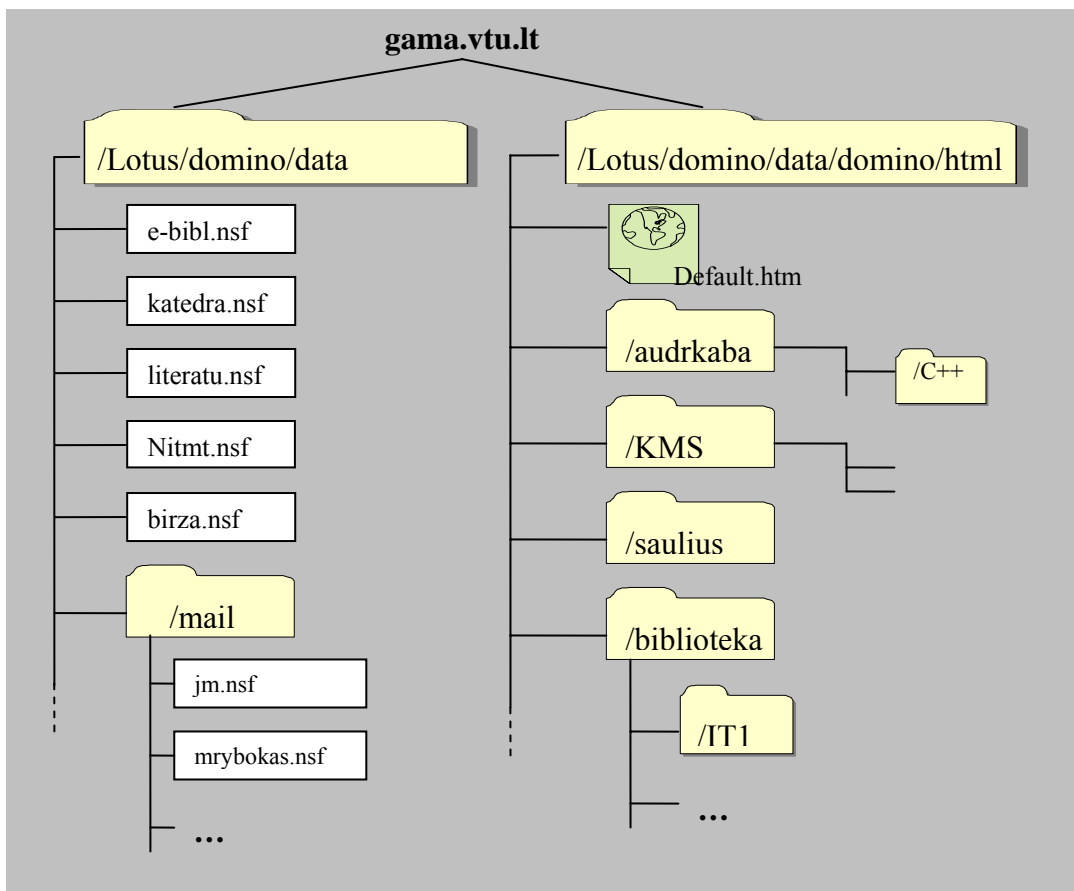 gama.vtu.lt
/Lotus/domino/data
e-bibl.nsf
katedra.nsf
literatu.nsf
Nitmt.nsf
birza.nsf
/mail
jm.nsf
mrybokas.nsf
...
/Lotus/domino/data/domino/html
Default.htm
/audrkaba
/C++
/KMS
/saulius
/biblioteka
/IT1
...